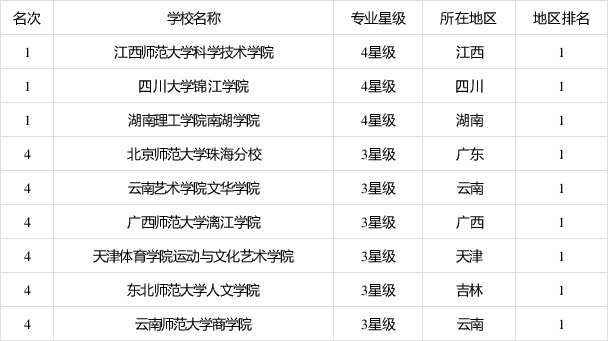 名次 学校名称 专业星级 所在地区 地区排名
1 江西师范大学科学技术学院 4星级 江西 1
1 四川大学锦江学院 4星级 四川 1
1 湖南理工学院南湖学院 4星级 湖南 1
4 北京师范大学珠海分校 3星级 广东 1
4 云南艺术学院文华学院 3星级 云南 1
4 广西师范大学漓江学院 3星级 广西 1
4 天津体育学院运动与文化艺术学院 3星级 天津 1
4 东北师范大学人文学院 3星级 吉林 1
4 云南师范大学商学院 3星级 云南 1